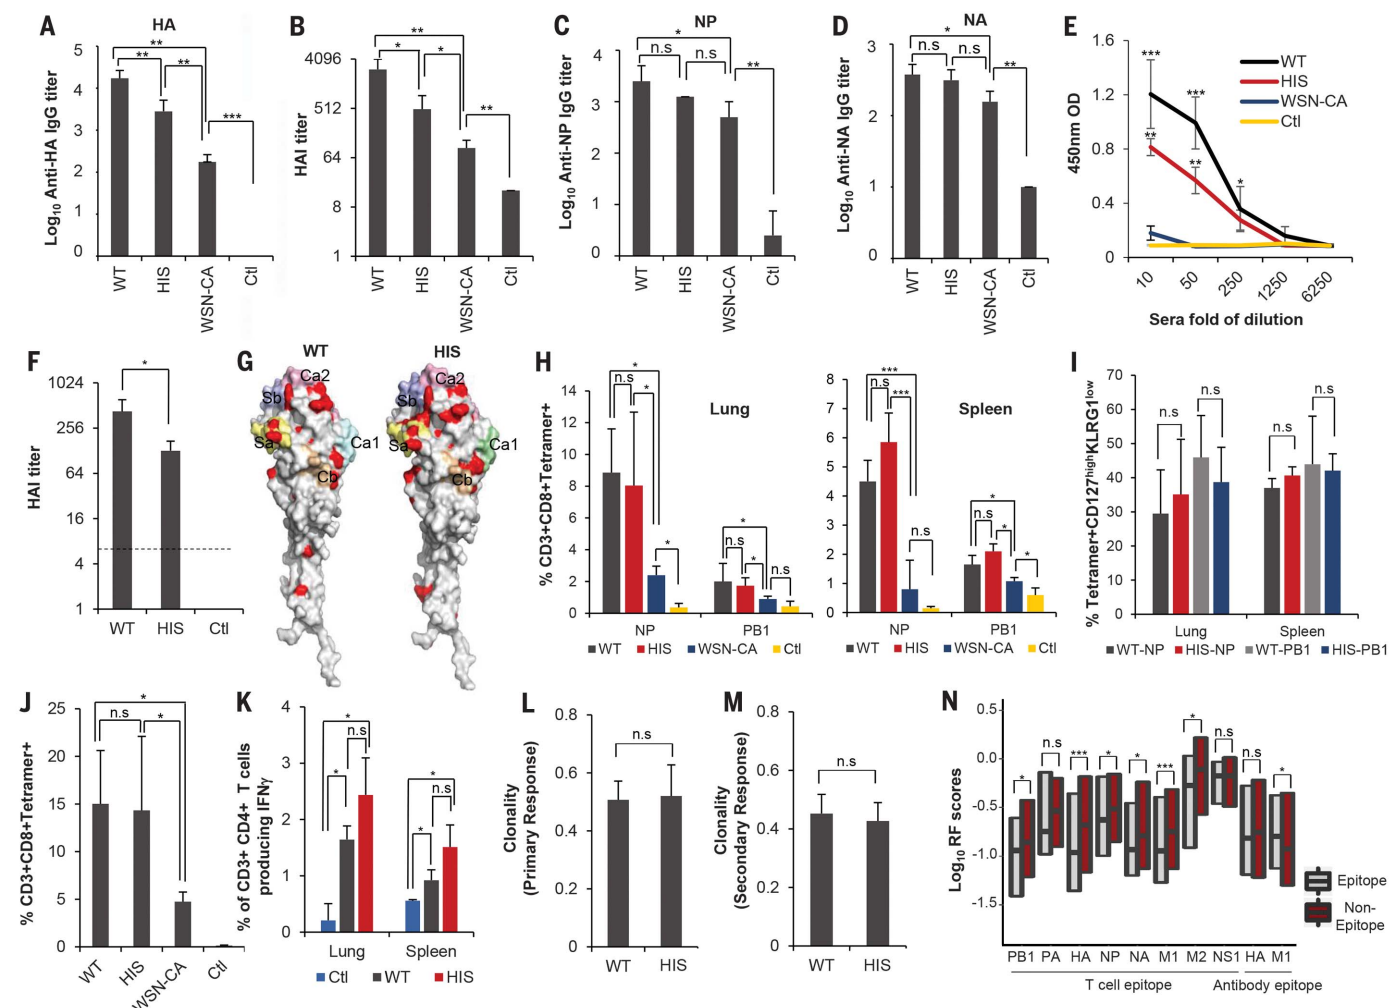 A
HA
Log10 Anti-HA IgG titer
5
4
3
2
1
0
**
**
**
***
WT
HIS
WSN-CA
Ctl
B
HAI titer
4096
512
64
8
1
**
*
*
**
WT
HIS
WSN-CA
Ctl
C
NP
Log10 Anti-NP IgG titer
4
3
2
1
0
*
n.s
n.s
**
WT
HIS
WSN-CA
Ctl
D
NA
Log10 Anti-NA IgG titer
3
2
1
0
*
n.s
n.s
**
WT
HIS
WSN-CA
Ctl
E
450nm OD
1.6
1.2
0.8
0.4
0
***
***
**
**
*
WT
HIS
WSN-CA
Ctl
10
50
250
1250
6250
Sera fold of dilution
F
HAI titer
1024
256
64
16
4
1
*
WT
HIS
Ctl
G
WT
HIS
Ca2
Sb
Sa
Ca1
Cb
Ca2
Sb
Sa
Ca1
Cb
H
% CD3+CD8+Tetramer+
14
12
10
8
6
4
2
0
Lung
*
n.s
*
*
*
n.s
*
n.s
NP
PB1
WT
HIS
WSN-CA
Ctl
8
7
6
5
4
3
2
1
0
Spleen
***
n.s
***
n.s
*
n.s
*
*
NP
PB1
WT
HIS
WSN-CA
Ctl
I
% Tetramer+CD127highKLRG1low
70
60
50
40
30
20
10
0
n.s
n.s
n.s
n.s
Lung
Spleen
WT-NP
HIS-NP
WT-PB1
HIS-PB1
J
% CD3+CD8+Tetramer+
25
20
15
10
5
0
*
n.s
*
WT
HIS
WSN-CA
Ctl
K
% of CD3+ CD4+ T cells
producing IFNγ
4
3
2
1
0
*
n.s
*
*
n.s
*
Lung
Spleen
Ctl
WT
HIS
L
Clonality
(Primary Response)
0.8
0.6
0.4
0.2
0
n.s
WT
HIS
M
Clonality
(Secondary Response)
0.8
0.6
0.4
0.2
0
n.s
WT
HIS
N
Log10 RF scores
0.5
0.0
-0.5
-1.0
-1.5
*
n.s
***
*
*
***
*
n.s
n.s
*
PB1
PA
HA
NP
NA
M1
M2
NS1
HA
M1
T cell epitope
Antibody epitope
Epitope
Non-
Epitope